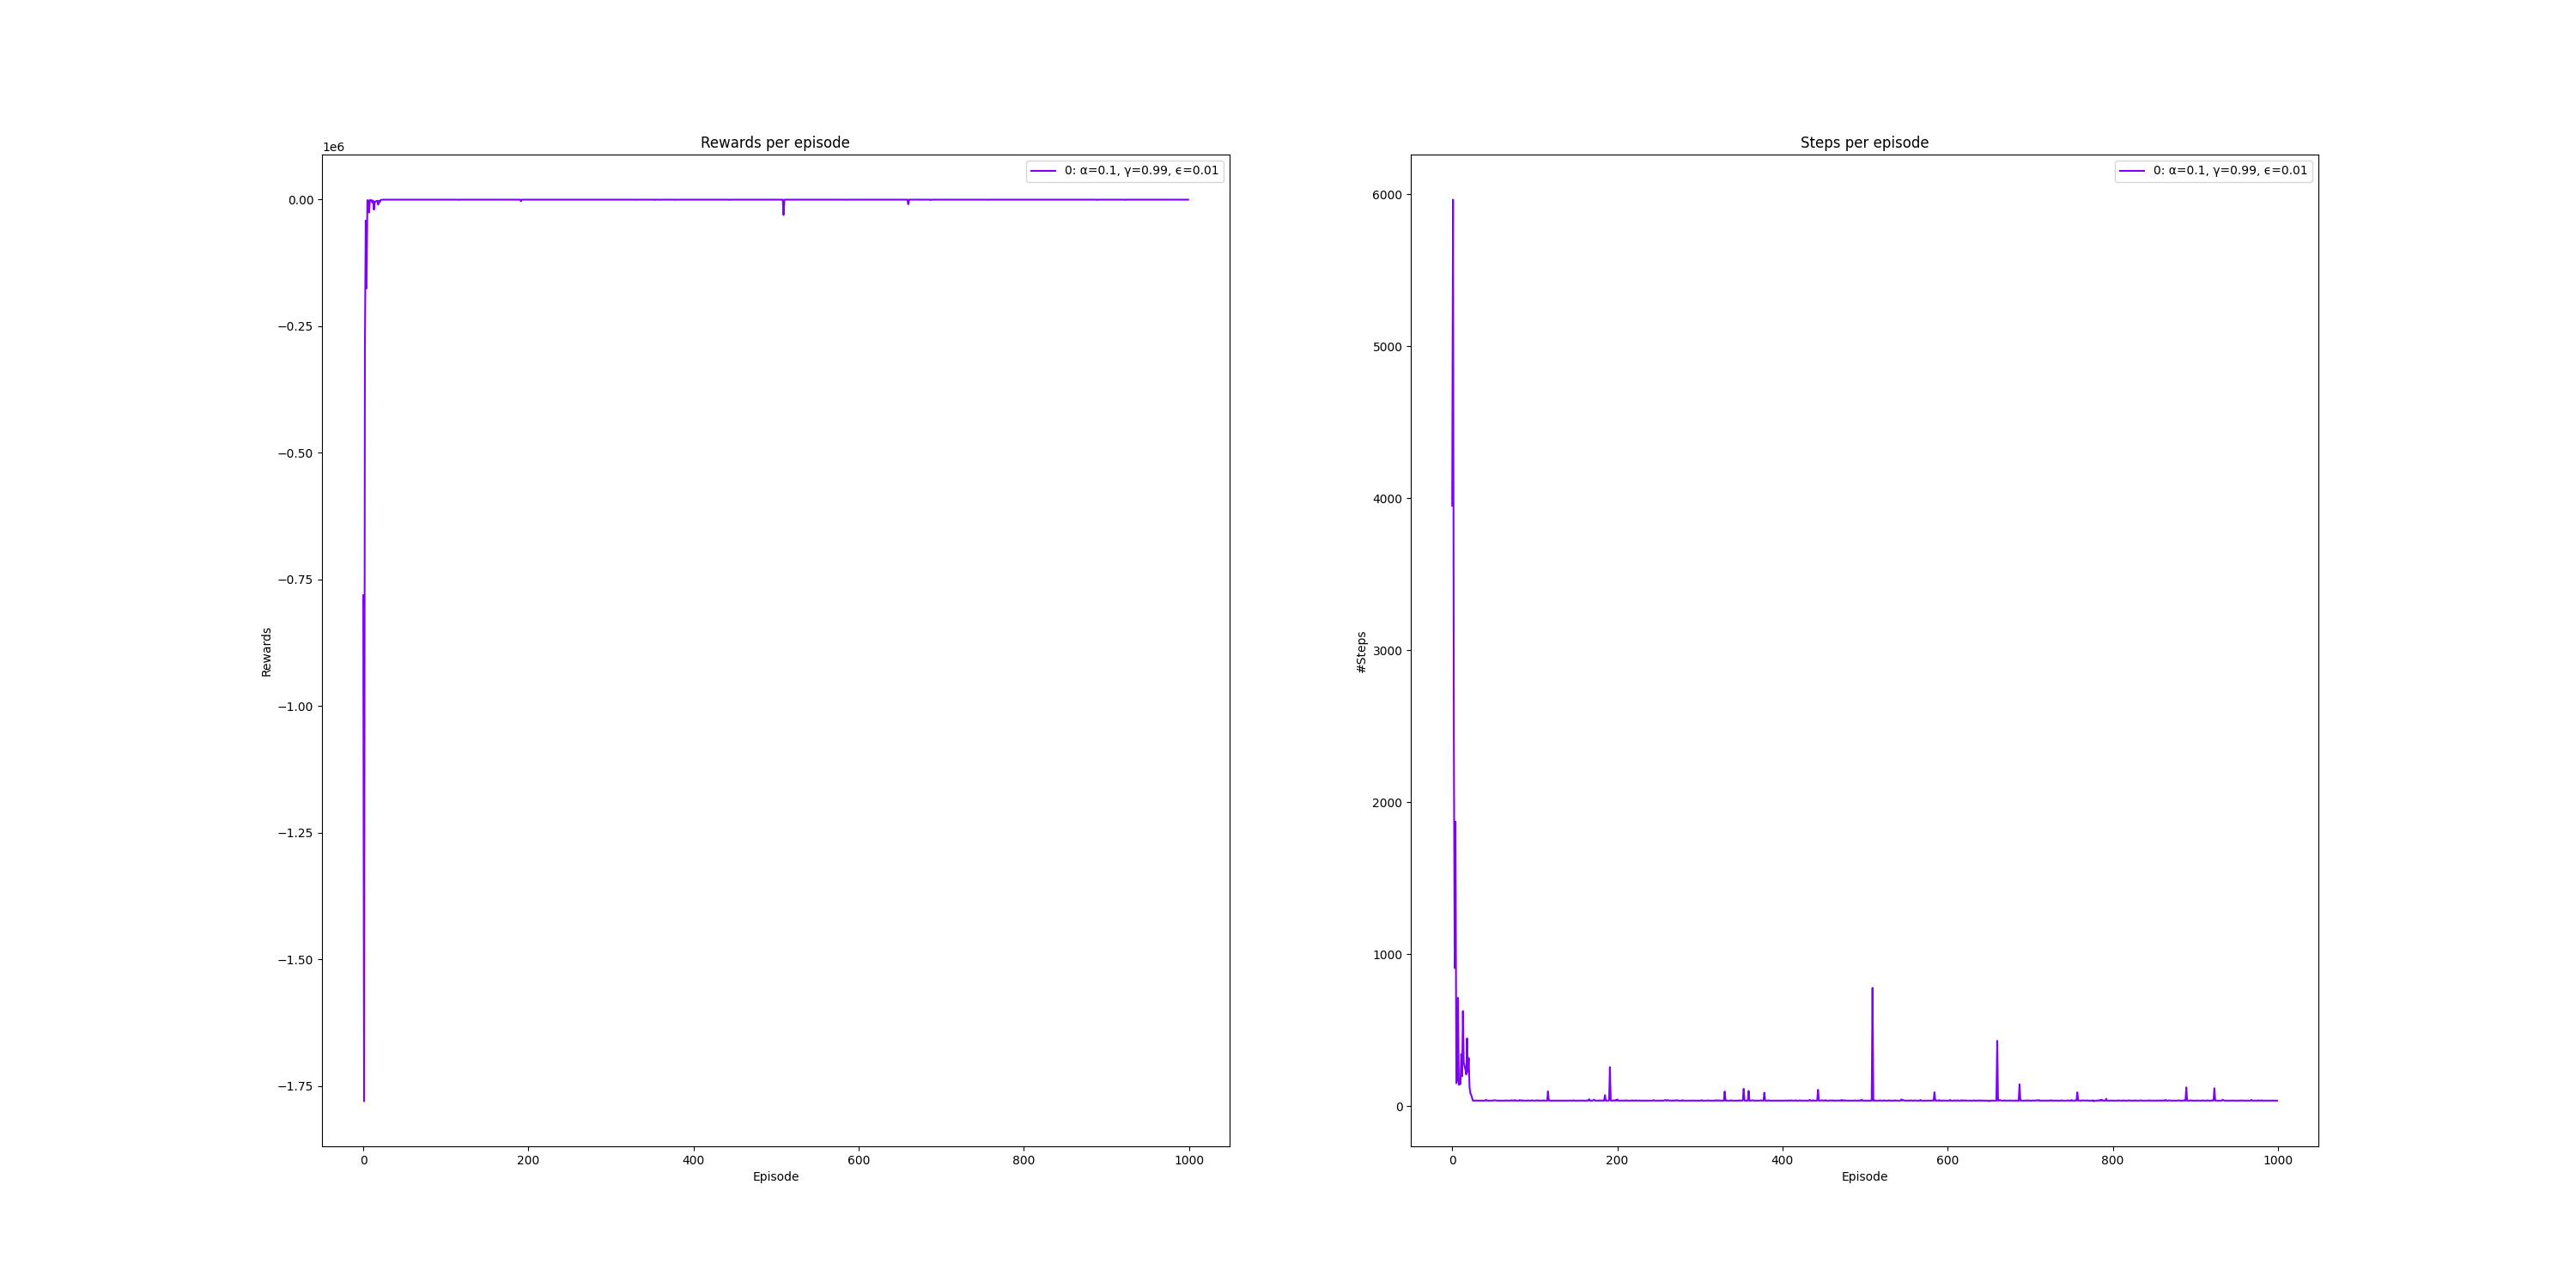 Rewards per episode
1e6
0: α=0.1, γ=0.99, ϵ=0.01
0.00
−0.25
−0.50
−0.75
−1.00
−1.25
−1.50
−1.75
Rewards
0 200 400 600 800 1000
Episode
Steps per episode
0: α=0.1, γ=0.99, ϵ=0.01
6000
5000
4000
3000
2000
1000
0
#Steps
0 200 400 600 800 1000
Episode